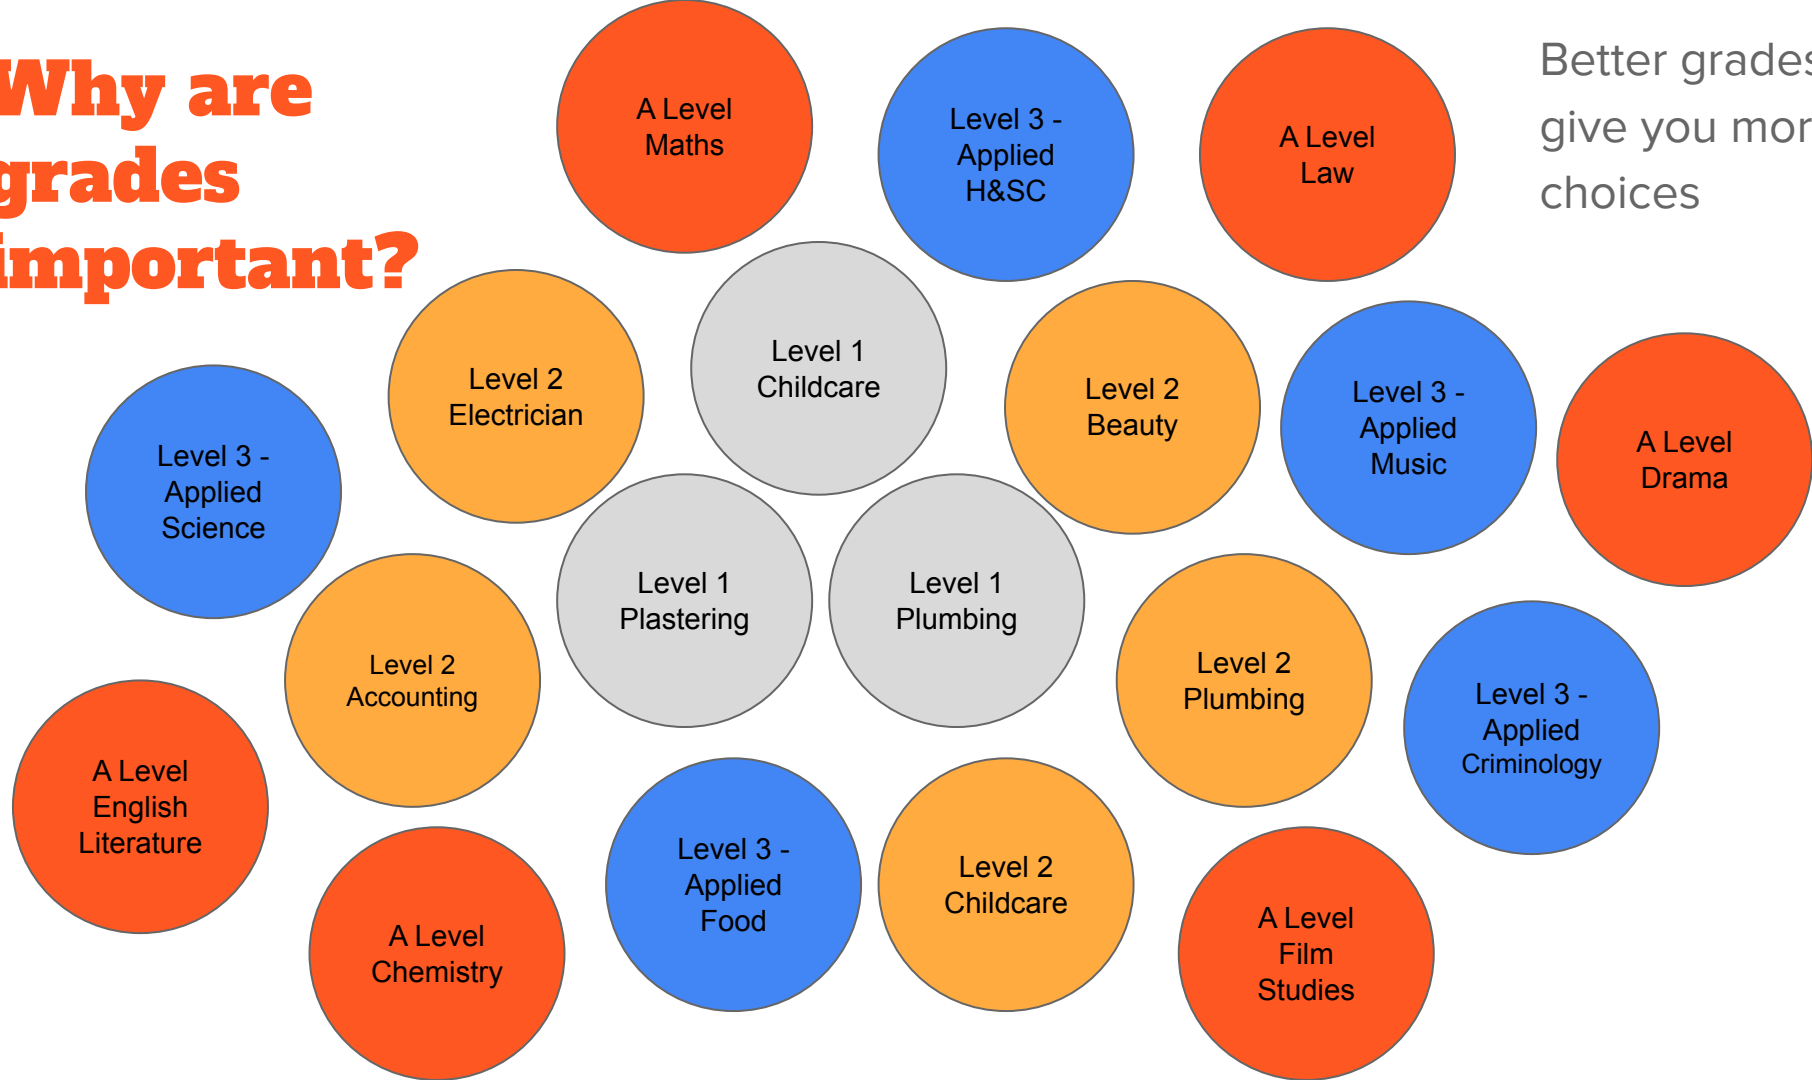 Why are
grades
important?
Better grades
give you mor
choices
A Level
Maths
Level 3 -
Applied
H&SC
A Level
Law
Level 2
Electrician
Level 1
Childcare
Level 2
Beauty
Level 3 -
Applied
Music
A Level
Drama
Level 3 -
Applied
Science
Level 2
Accounting
Level 1
Plastering
Level 1
Plumbing
Level 2
Plumbing
Level 3 -
Applied
Criminology
A Level
English
Literature
A Level
Chemistry
Level 3 -
Applied
Food
Level 2
Childcare
A Level
Film
Studies